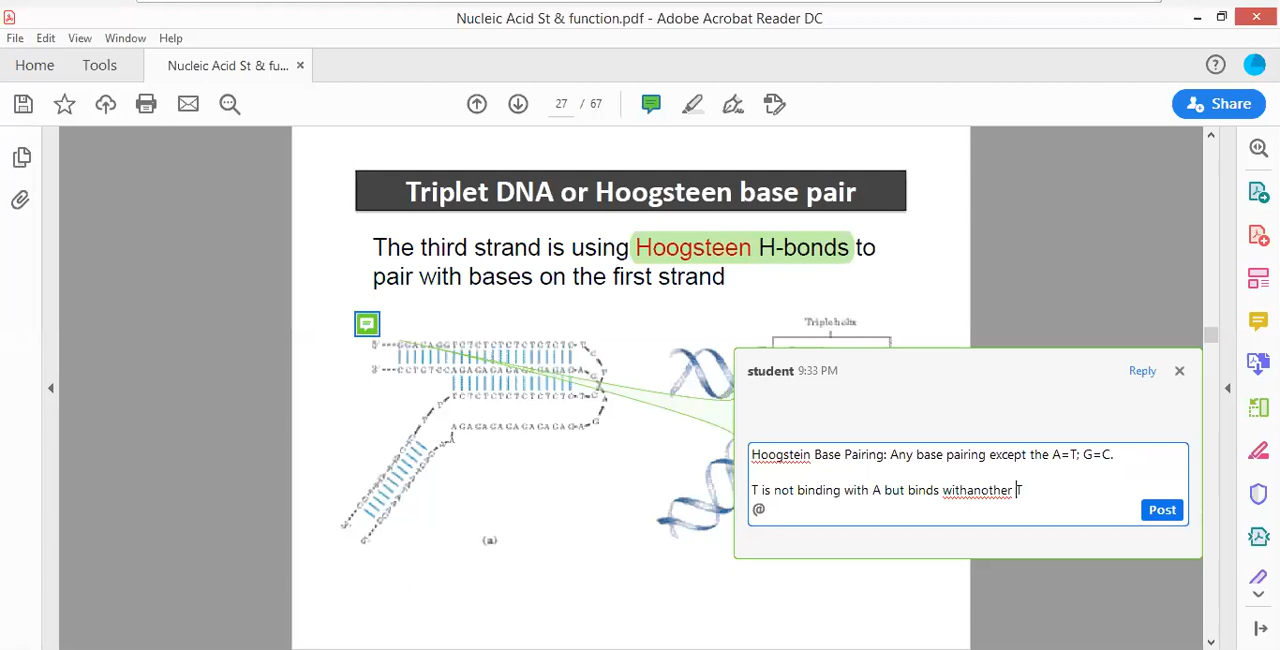 Nucleic Acid St & function.pdf - Adobe Acrobat Reader DC
File Edit View Window Help
Home Tools Nucleic Acid St & fu... ×
27 / 67
Share
Triplet DNA or Hoogsteen base pair
The third strand is using Hoogsteen H-bonds to
pair with bases on the first strand
Triple helix
student 9:33 PM Reply
Hoogstein Base Pairing: Any base pairing except the A=T; G=C.
T is not binding with A but binds withanother T
@
Post
TCTCTCTCTCTCTCTC
AGAGAGAGAGAGAGAG
(a)